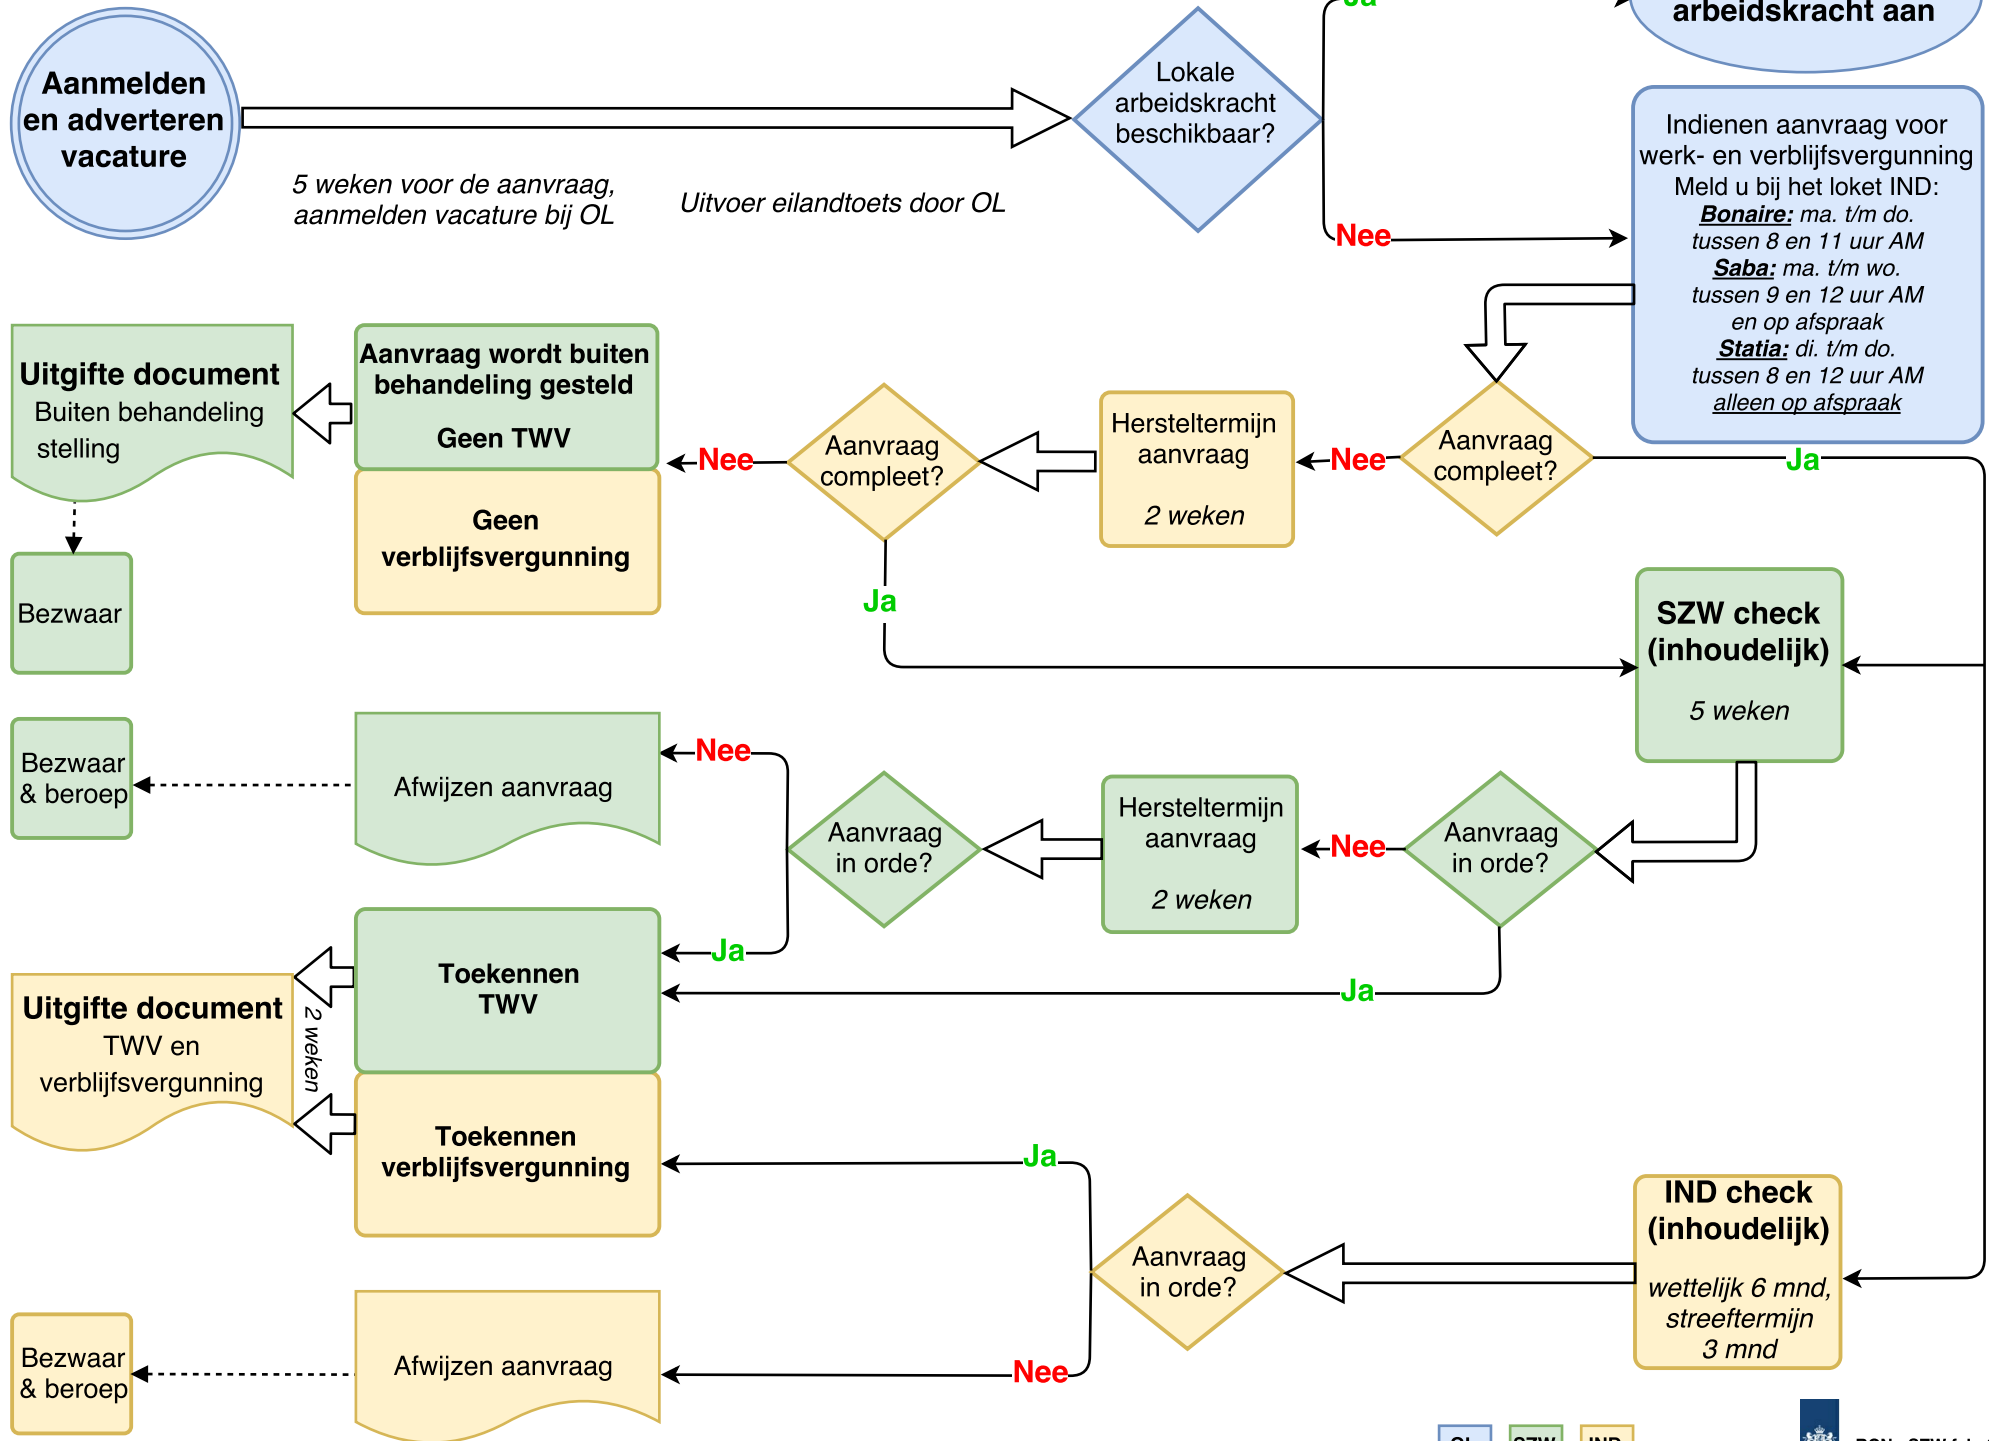 Ja
arbeidskracht aan
Aanmelden
en adverteren
vacature
5 weken voor de aanvraag,
aanmelden vacature bij OL
Uitvoer eilandtoets door OL
Lokale
arbeidskracht
beschikbaar?
Nee
Indienen aanvraag voor
werk- en verblijfsvergunning
Meld u bij het loket IND:
Bonaire: ma. t/m do.
tussen 8 en 11 uur AM
Saba: ma. t/m wo.
tussen 9 en 12 uur AM
en op afspraak
Statia: di. t/m do.
tussen 8 en 12 uur AM
alleen op afspraak
Uitgifte document
Buiten behandeling
stelling
Aanvraag wordt buiten
behandeling gesteld
Geen TWV
Geen
verblijfsvergunning
Nee
Aanvraag
compleet?
Hersteltermijn
aanvraag
2 weken
Nee
Aanvraag
compleet?
Ja
Bezwaar
Ja
SZW check
(inhoudelijk)
5 weken
Bezwaar
& beroep
Afwijzen aanvraag
Nee
Aanvraag
in orde?
Hersteltermijn
aanvraag
2 weken
Nee
Aanvraag
in orde?
Ja
Ja
Toekennen
TWV
Uitgifte document
TWV en
verblijfsvergunning
2 weken
Toekennen
verblijfsvergunning
Ja
Aanvraag
in orde?
IND check
(inhoudelijk)
wettelijk 6 mnd,
streeftermijn
3 mnd
Nee
Afwijzen aanvraag
Bezwaar
& beroep
OL
SZW
IND